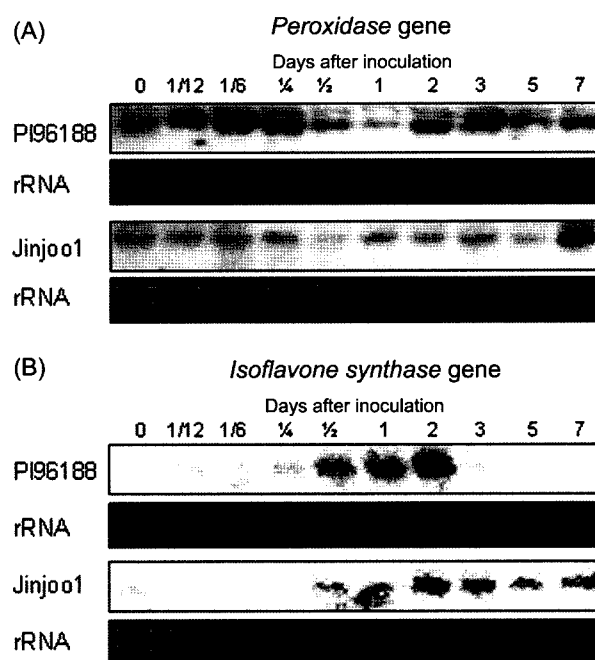 (A) Peroxidase gene
Days after inoculation
0 1/12 1/6 ¼ ½ 1 2 3 5 7
PI96188
rRNA
Jinjoo1
rRNA
(B) Isoflavone synthase gene
Days after inoculation
0 1/12 1/6 ¼ ½ 1 2 3 5 7
PI96188
rRNA
Jinjoo1
rRNA